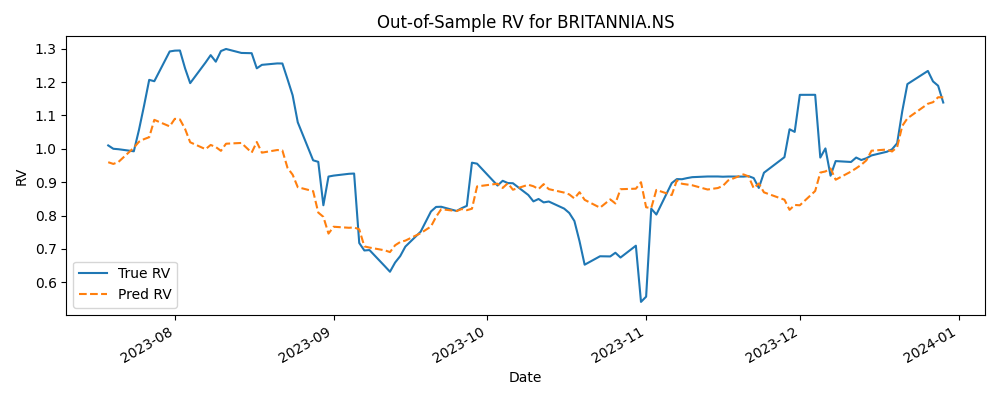 Out-of-Sample RV for BRITANNIA.NS
RV
1.3
1.2
1.1
1.0
0.9
0.8
0.7
0.6
True RV
Pred RV
2023-08
2023-09
2023-10
2023-11
2023-12
2024-01
Date